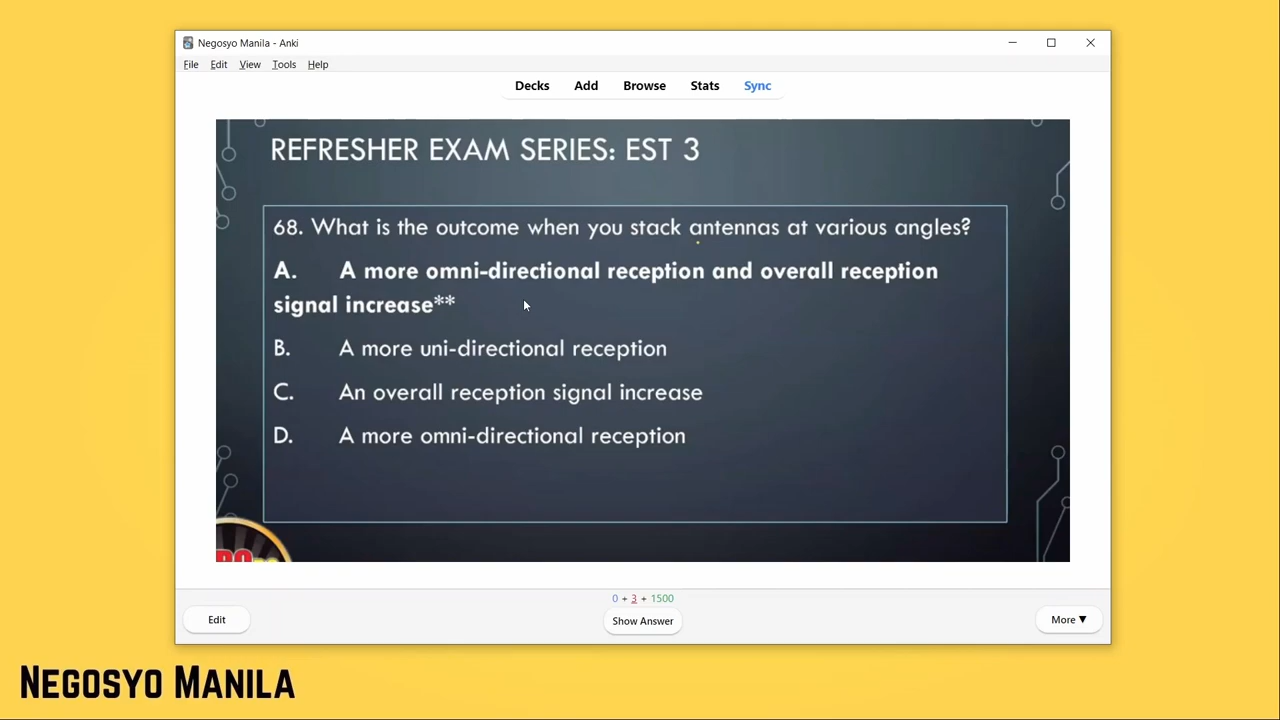 Negosyo Manila - Anki
File Edit View Tools Help
Decks Add Browse Stats Sync
REFRESHER EXAM SERIES: EST 3
68. What is the outcome when you stack antennas at various angles?
A. A more omni-directional reception and overall reception
signal increase**
B. A more uni-directional reception
C. An overall reception signal increase
D. A more omni-directional reception
0 + 3 + 1500
Edit Show Answer More ▼
NEGOSYO MANILA